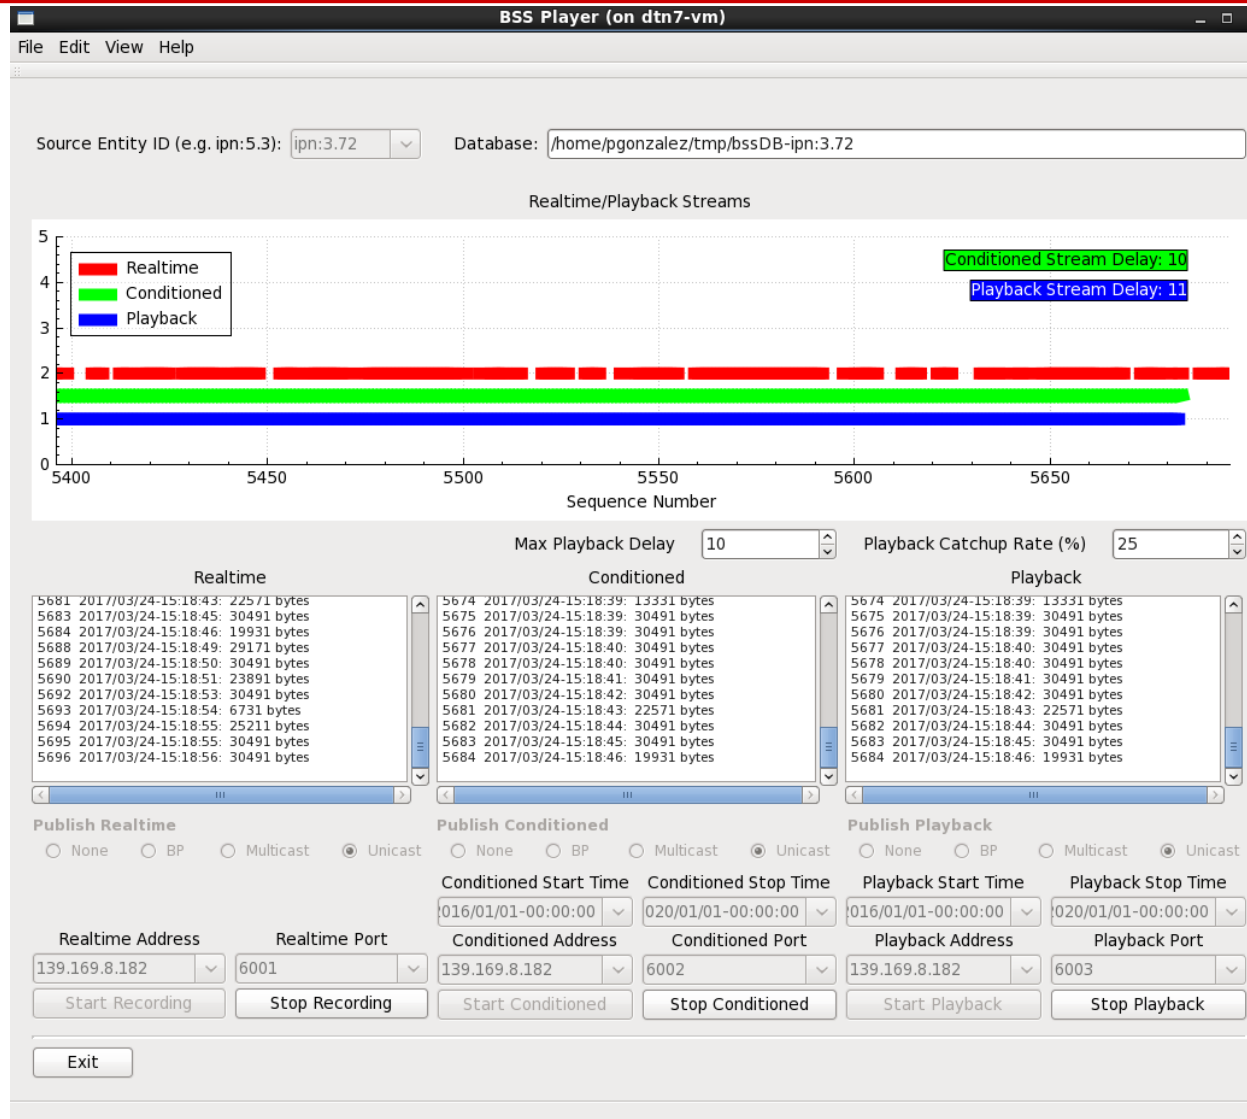 BSS Player (on dtn7-vm)
File Edit View Help
Source Entity ID (e.g. ipn:5.3): ipn:3.72 Database: /home/pgonzalez/tmp/bssDB-ipn:3.72
Realtime/Playback Streams
5
4
3
2
1
0
Realtime
Conditioned
Playback
Conditioned Stream Delay: 10
Playback Stream Delay: 11
5400 5450 5500 5550 5600 5650
Sequence Number
Max Playback Delay 10 Playback Catchup Rate (%) 25
Realtime
5681 2017/03/24-15:18:43: 22571 bytes
5683 2017/03/24-15:18:45: 30491 bytes
5684 2017/03/24-15:18:46: 19931 bytes
5688 2017/03/24-15:18:49: 29171 bytes
5689 2017/03/24-15:18:50: 30491 bytes
5690 2017/03/24-15:18:51: 23891 bytes
5692 2017/03/24-15:18:53: 30491 bytes
5693 2017/03/24-15:18:54: 6731 bytes
5694 2017/03/24-15:18:55: 25211 bytes
5695 2017/03/24-15:18:55: 30491 bytes
5696 2017/03/24-15:18:56: 30491 bytes
Conditioned
5674 2017/03/24-15:18:39: 13331 bytes
5675 2017/03/24-15:18:39: 30491 bytes
5676 2017/03/24-15:18:39: 30491 bytes
5677 2017/03/24-15:18:40: 30491 bytes
5678 2017/03/24-15:18:40: 30491 bytes
5679 2017/03/24-15:18:41: 30491 bytes
5680 2017/03/24-15:18:42: 30491 bytes
5681 2017/03/24-15:18:43: 22571 bytes
5682 2017/03/24-15:18:44: 30491 bytes
5683 2017/03/24-15:18:45: 30491 bytes
5684 2017/03/24-15:18:46: 19931 bytes
Playback
5674 2017/03/24-15:18:39: 13331 bytes
5675 2017/03/24-15:18:39: 30491 bytes
5676 2017/03/24-15:18:39: 30491 bytes
5677 2017/03/24-15:18:40: 30491 bytes
5678 2017/03/24-15:18:40: 30491 bytes
5679 2017/03/24-15:18:41: 30491 bytes
5680 2017/03/24-15:18:42: 30491 bytes
5681 2017/03/24-15:18:43: 22571 bytes
5682 2017/03/24-15:18:44: 30491 bytes
5683 2017/03/24-15:18:45: 30491 bytes
5684 2017/03/24-15:18:46: 19931 bytes
Publish Realtime Publish Conditioned Publish Playback
None BP Multicast Unicast None BP Multicast Unicast None BP Multicast Unicast
Conditioned Start Time Conditioned Stop Time Playback Start Time Playback Stop Time
016/01/01-00:00:00 020/01/01-00:00:00 016/01/01-00:00:00 020/01/01-00:00:00
Realtime Address Realtime Port Conditioned Address Conditioned Port Playback Address Playback Port
139.169.8.182 6001 139.169.8.182 6002 139.169.8.182 6003
Start Recording Stop Recording Start Conditioned Stop Conditioned Start Playback Stop Playback
Exit